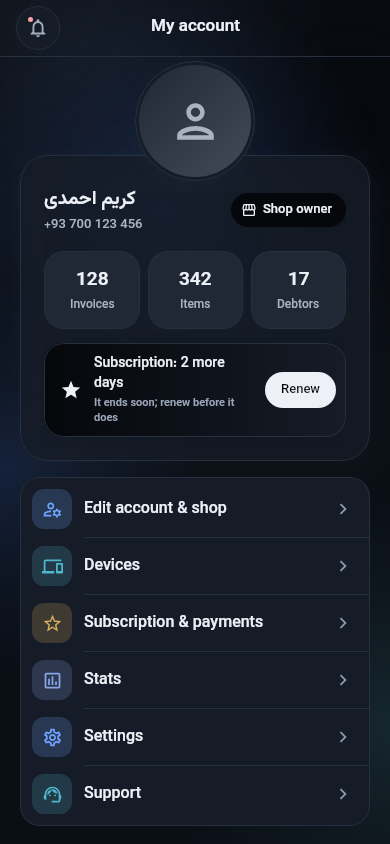 My account
کریم احمدی
+93 700 123 456
Shop owner
128
Invoices
342
Items
17
Debtors
Subscription: 2 more
days
It ends soon; renew before it
does
Renew
Edit account & shop
Devices
Subscription & payments
Stats
Settings
Support